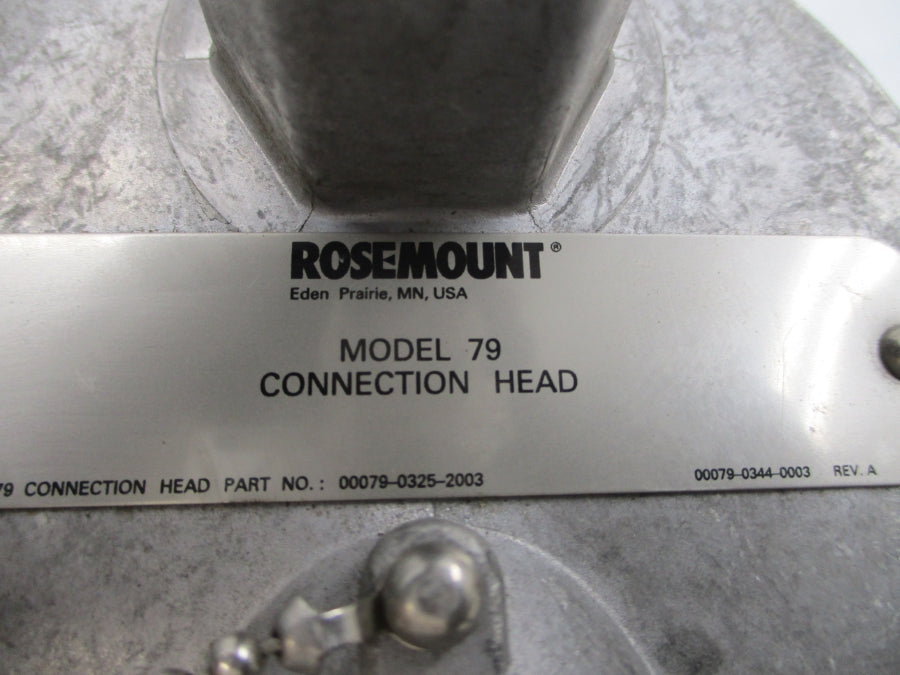 ROSEMOUNT®
Eden Prairie, MN, USA
MODEL 79
CONNECTION HEAD
79 CONNECTION HEAD PART NO.: 00079-0325-2003
00079-0344-0003 REV. A